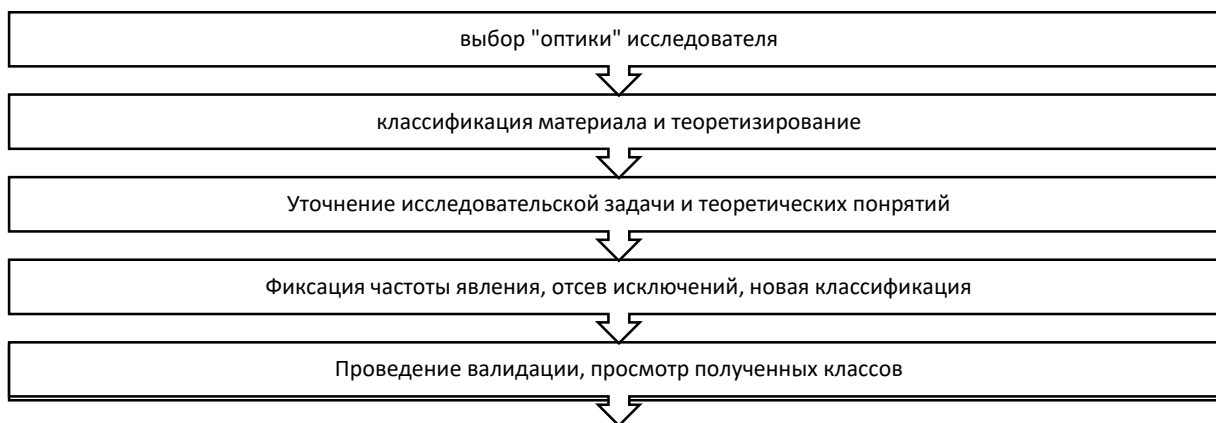 выбор "оптики" исследователя
классификация материала и теоретизирование
Уточнение исследовательской задачи и теоретических понрятий
Фиксация частоты явления, отсев исключений, новая классификация
Проведение валидации, просмотр полученных классов